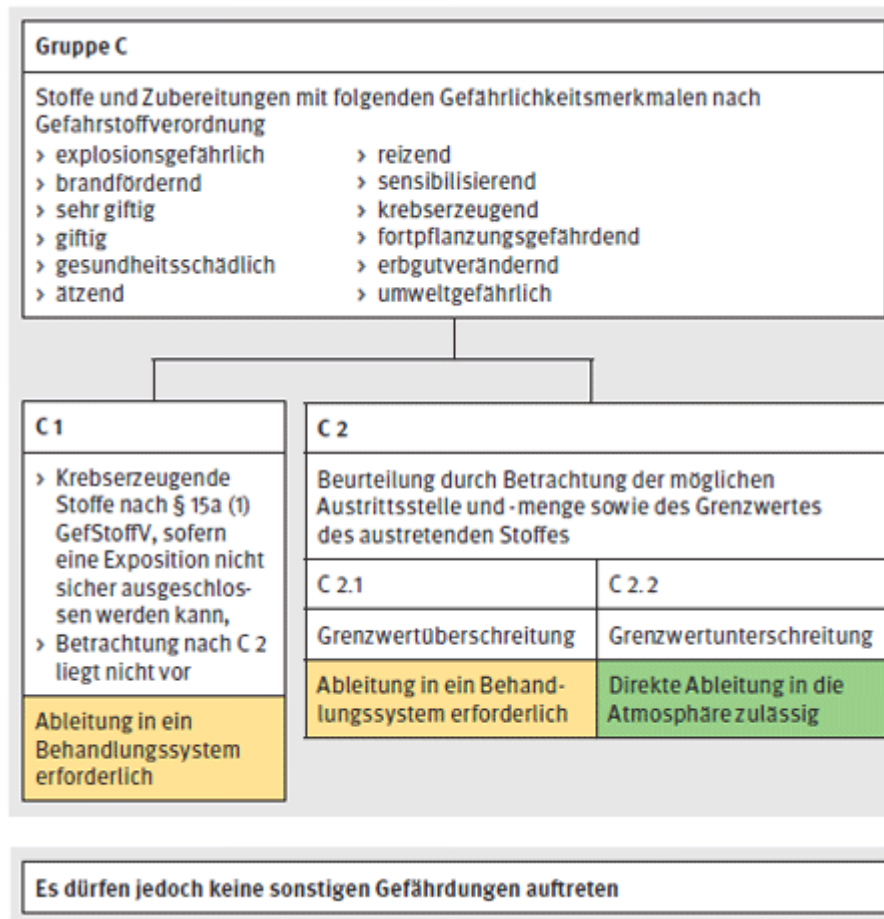 Gruppe C
Stoffe und Zubereitungen mit folgenden Gefährlichkeitsmerkmalen nach
Gefahrstoffverordnung
› explosionsgefährlich
› brandfördernd
› sehr giftig
› giftig
› gesundheitsschädlich
› ätzend
› reizend
› sensibilisierend
› krebserzeugend
› fortpflanzungsgefährdend
› erbgutverändernd
› umweltgefährlich
C 1
› Krebserzeugende
Stoffe nach § 15a (1)
GefStoffV, sofern
eine Exposition nicht
sicher ausgeschlos-
sen werden kann,
› Betrachtung nach C 2
liegt nicht vor
Ableitung in ein
Behandlungssystem
erforderlich
C 2
Beurteilung durch Betrachtung der möglichen
Austrittsstelle und -menge sowie des Grenzwertes
des austretenden Stoffes
C 2.1
Grenzwertüberschreitung
Ableitung in ein Behand-
lungssystem erforderlich
C 2.2
Grenzwertunterschreitung
Direkte Ableitung in die
Atmosphäre zulässig
Es dürfen jedoch keine sonstigen Gefährdungen auftreten